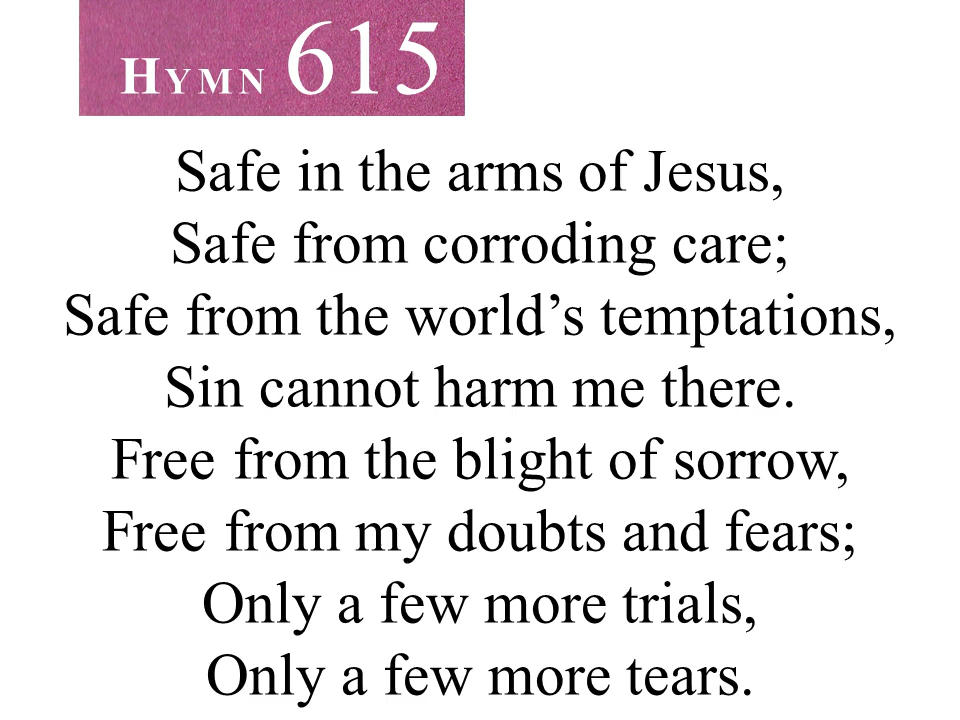 HYMN 615
Safe in the arms of Jesus,
Safe from corroding care;
Safe from the world’s temptations,
Sin cannot harm me there.
Free from the blight of sorrow,
Free from my doubts and fears;
Only a few more trials,
Only a few more tears.